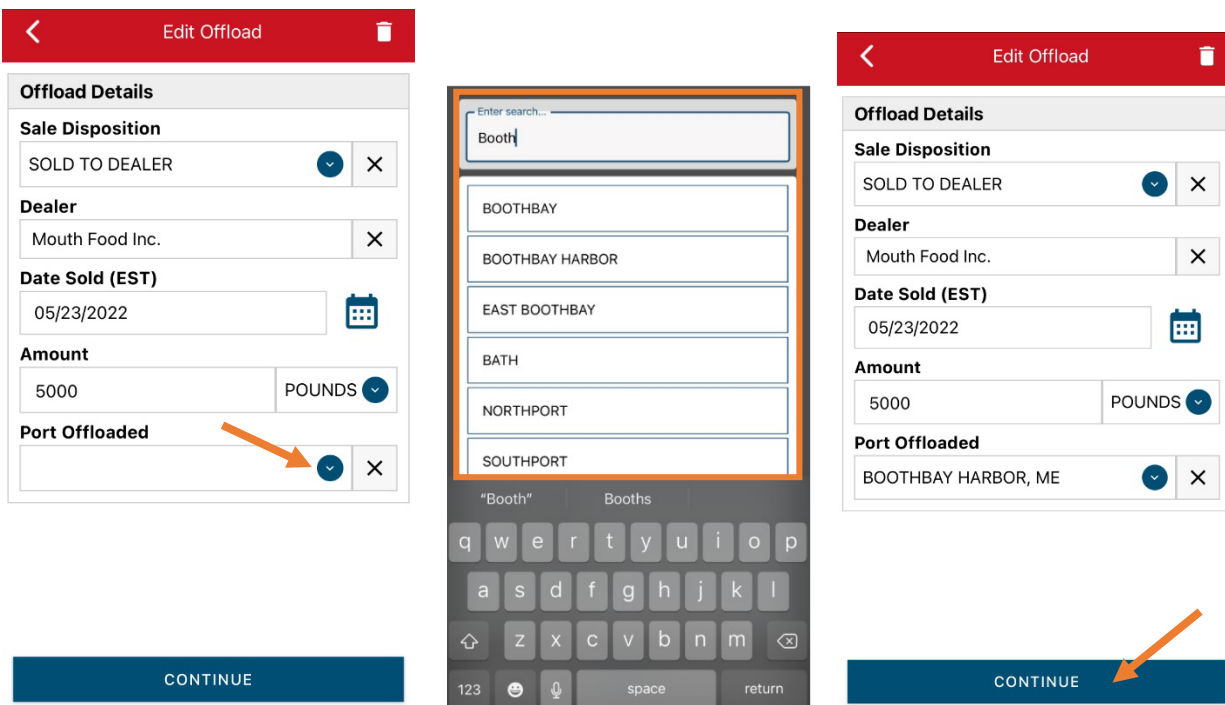 Edit Offload
Offload Details
Sale Disposition
SOLD TO DEALER
Dealer
Mouth Food Inc.
Date Sold (EST)
05/23/2022
Amount
5000 POUNDS
Port Offloaded
CONTINUE
Enter search...
Booth
BOOTHBAY
BOOTHBAY HARBOR
EAST BOOTHBAY
BATH
NORTHPORT
SOUTHPORT
"Booth" Booths
q w e r t y u i o p
a s d f g h j k l
z x c v b n m
123 space return
Edit Offload
Offload Details
Sale Disposition
SOLD TO DEALER
Dealer
Mouth Food Inc.
Date Sold (EST)
05/23/2022
Amount
5000 POUNDS
Port Offloaded
BOOTHBAY HARBOR, ME
CONTINUE